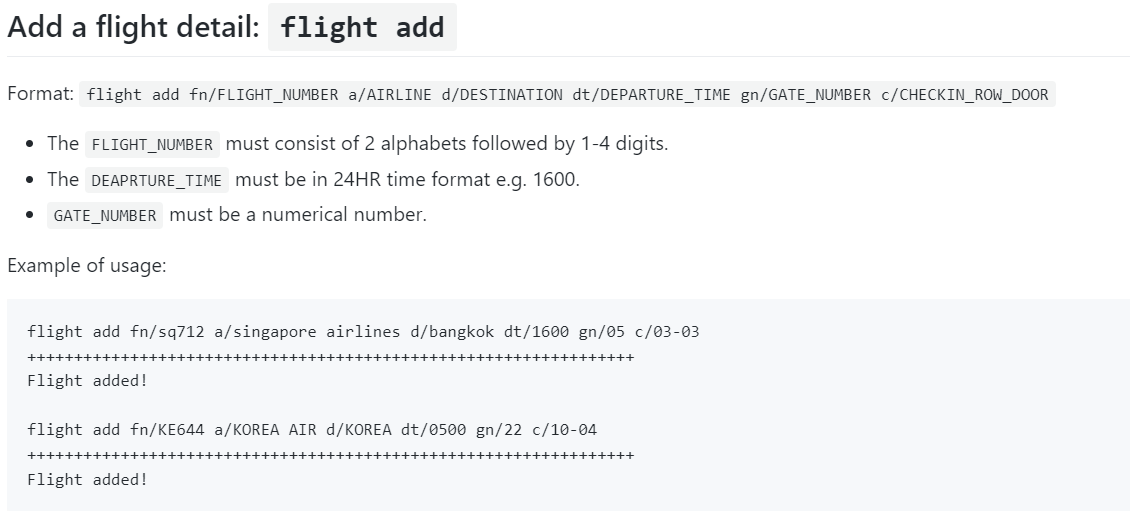 Add a flight detail: flight add
Format: flight add fn/FLIGHT_NUMBER a/AIRLINE d/DESTINATION dt/DEPARTURE_TIME gn/GATE_NUMBER c/CHECKIN_ROW_DOOR
• The FLIGHT_NUMBER must consist of 2 alphabets followed by 1-4 digits.
• The DEAPRTURE_TIME must be in 24HR time format e.g. 1600.
• GATE_NUMBER must be a numerical number.
Example of usage:
flight add fn/sq712 a/singapore airlines d/bangkok dt/1600 gn/05 c/03-03
+++++++++++++++++++++++++++++++++++++++++++++++++++++++++++++++++
Flight added!
flight add fn/KE644 a/KOREA AIR d/KOREA dt/0500 gn/22 c/10-04
+++++++++++++++++++++++++++++++++++++++++++++++++++++++++++++++++
Flight added!